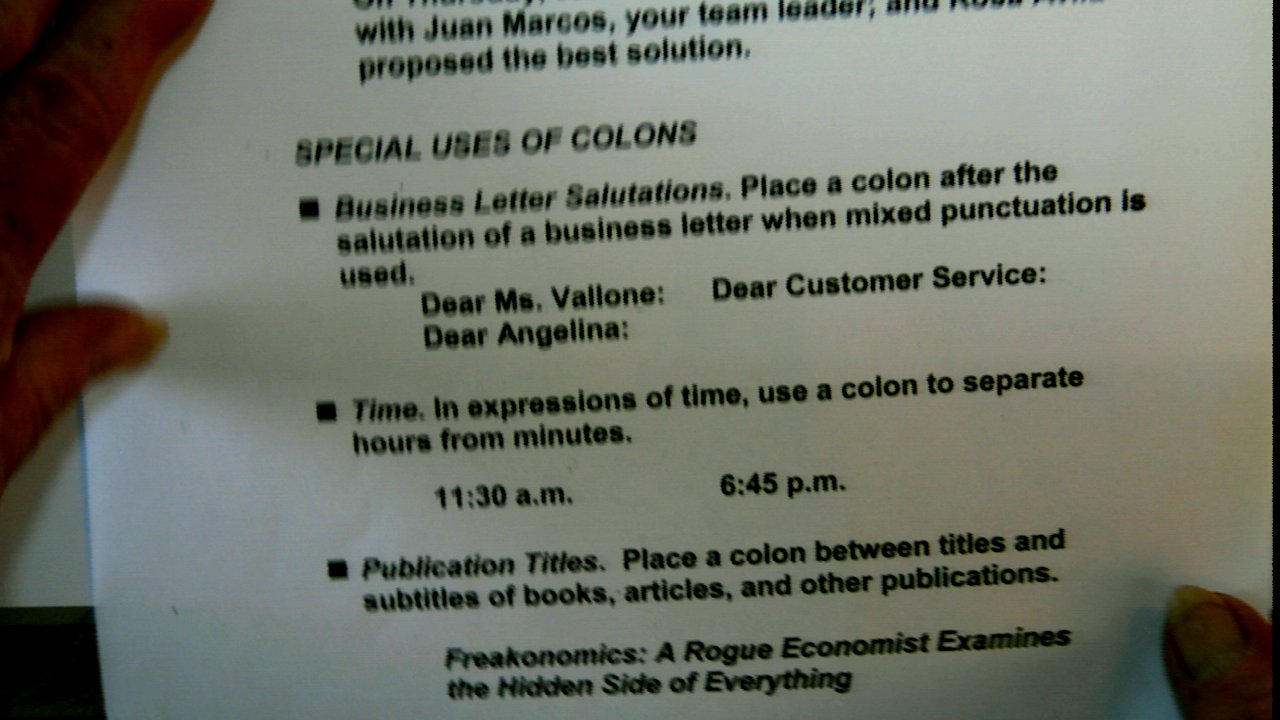 On Thursday,
with Juan Marcos, your team leader; and Rosa
proposed the best solution.
SPECIAL USES OF COLONS
■ Business Letter Salutations. Place a colon after the
salutation of a business letter when mixed punctuation is
used.
Dear Ms. Vallone: Dear Customer Service:
Dear Angelina:
■ Time. In expressions of time, use a colon to separate
hours from minutes.
11:30 a.m. 6:45 p.m.
■ Publication Titles. Place a colon between titles and
subtitles of books, articles, and other publications.
Freakonomics: A Rogue Economist Examines
the Hidden Side of Everything